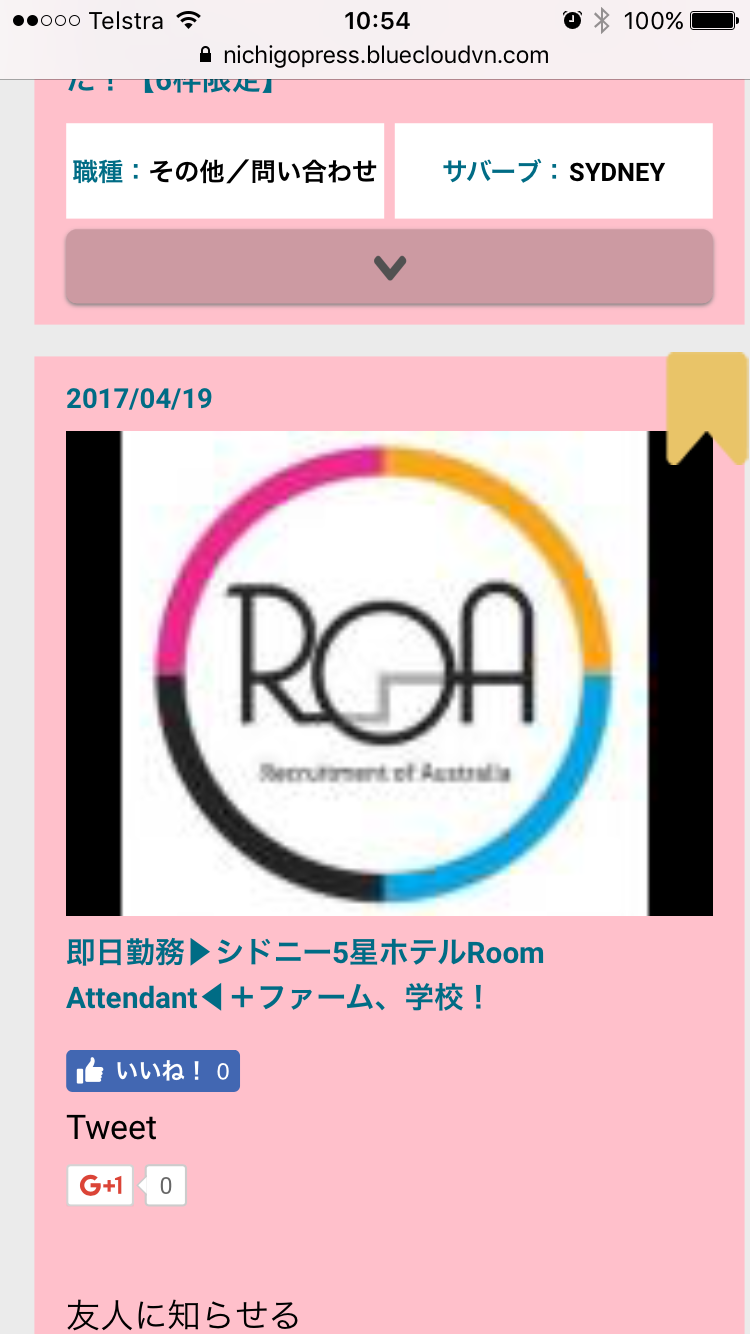 Telstra 10:54 100%
nichigopress.bluecloudvn.com
た！【6件限定】
職種：その他／問い合わせ
サバーブ：SYDNEY
2017/04/19
ROA
Recruitment of Australia
即日勤務▶シドニー5星ホテルRoom
Attendant◀＋ファーム、学校！
いいね！ 0
Tweet
G+1 0
友人に知らせる